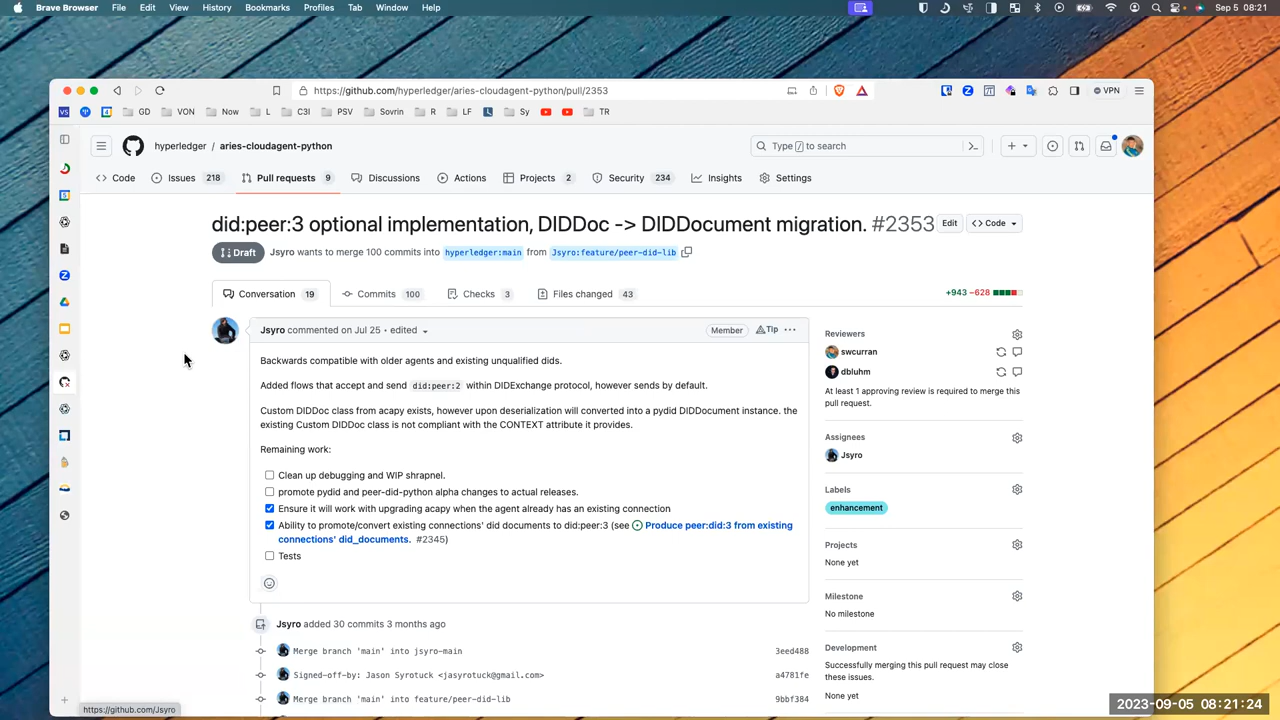 Brave Browser File Edit View History Bookmarks Profiles Tab Window Help Sep 5 08:21
https://github.com/hyperledger/aries-cloudagent-python/pull/2353
VPN
VS GD VON Now L C3I PSV Sovrin R LF Sy TR
hyperledger / aries-cloudagent-python
Type / to search
Code Issues 218 Pull requests 9 Discussions Actions Projects 2 Security 234 Insights Settings
did:peer:3 optional implementation, DIDDoc -> DIDDocument migration. #2353
Edit
Code
Draft Jsyro wants to merge 100 commits into hyperledger:main from Jsyro:feature/peer-did-lib
Conversation 19 Commits 100 Checks 3 Files changed 43
+943 −628
Jsyro commented on Jul 25 • edited
Member Tip
Backwards compatible with older agents and existing unqualified dids.
Added flows that accept and send did:peer:2 within DIDExchange protocol, however sends by default.
Custom DIDDoc class from acapy exists, however upon deserialization will converted into a pydid DIDDocument instance. the
existing Custom DIDDoc class is not compliant with the CONTEXT attribute it provides.
Remaining work:
Clean up debugging and WIP shrapnel.
promote pydid and peer-did-python alpha changes to actual releases.
Ensure it will work with upgrading acapy when the agent already has an existing connection
Ability to promote/convert existing connections' did documents to did:peer:3 (see Produce peer:did:3 from existing
connections' did_documents. #2345)
Tests
Jsyro added 30 commits 3 months ago
Merge branch 'main' into jsyro-main 3eed488
Signed-off-by: Jason Syrotuck <jasyrotuck@gmail.com> a4781fe
Merge branch 'main' into feature/peer-did-lib 9bbf384
Reviewers
swcurran
dbluhm
At least 1 approving review is required to merge this
pull request.
Assignees
Jsyro
Labels
enhancement
Projects
None yet
Milestone
No milestone
Development
Successfully merging this pull request may close
these issues.
None yet
https://github.com/Jsyro
2023-09-05 08:21:24